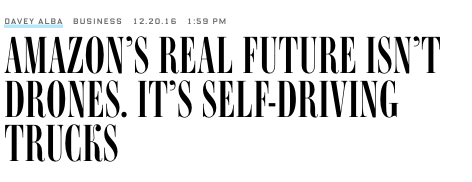 DAVEY ALBA BUSINESS 12.20.16 1:59 PM
AMAZON'S REAL FUTURE ISN'T
DRONES. IT'S SELF-DRIVING
TRUCKS